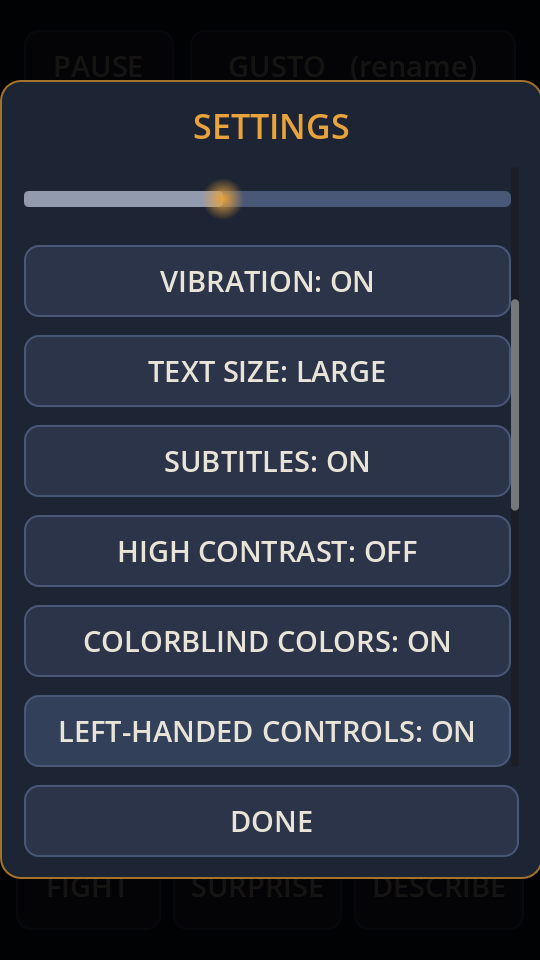 PAUSE GUSTO (rename)
SETTINGS
VIBRATION: ON
TEXT SIZE: LARGE
SUBTITLES: ON
HIGH CONTRAST: OFF
COLORBLIND COLORS: ON
LEFT-HANDED CONTROLS: ON
DONE
FIGHT SURPRISE DESCRIBE